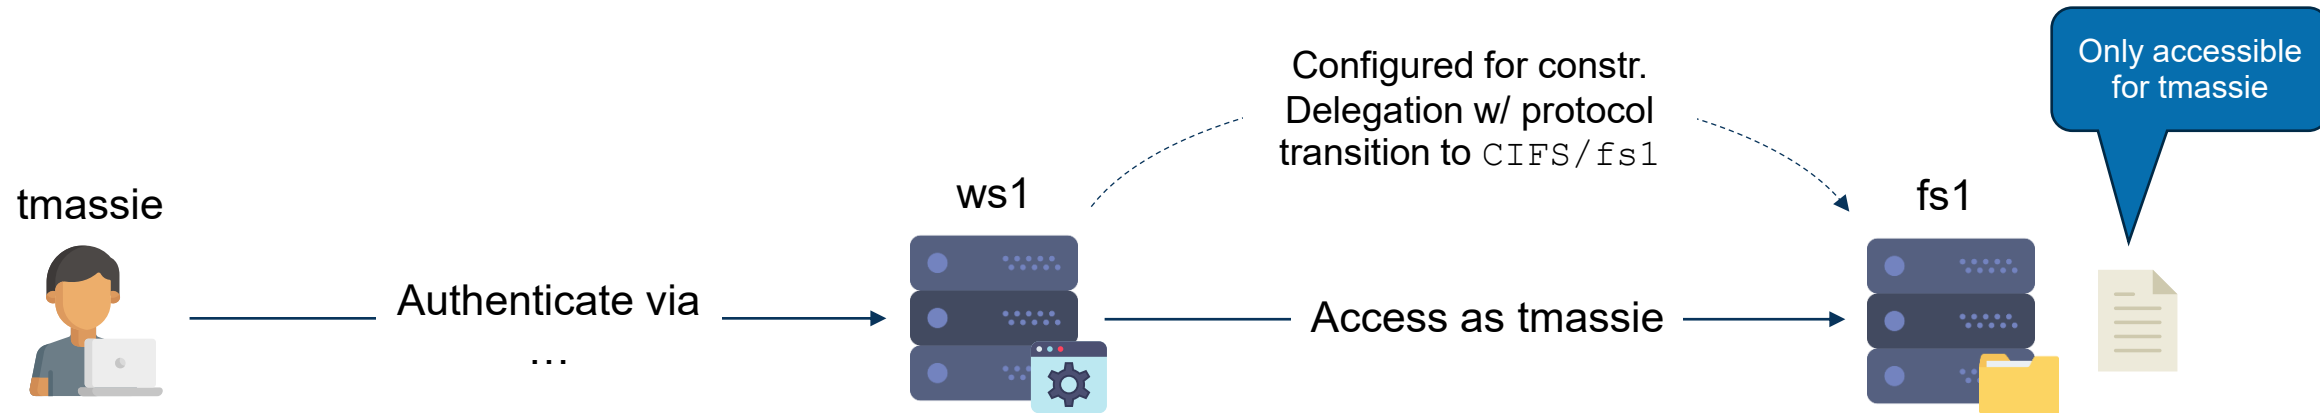 tmassie
Authenticate via
...
ws1
Configured for constr.
Delegation w/ protocol
transition to CIFS/fs1
Access as tmassie
fs1
Only accessible
for tmassie